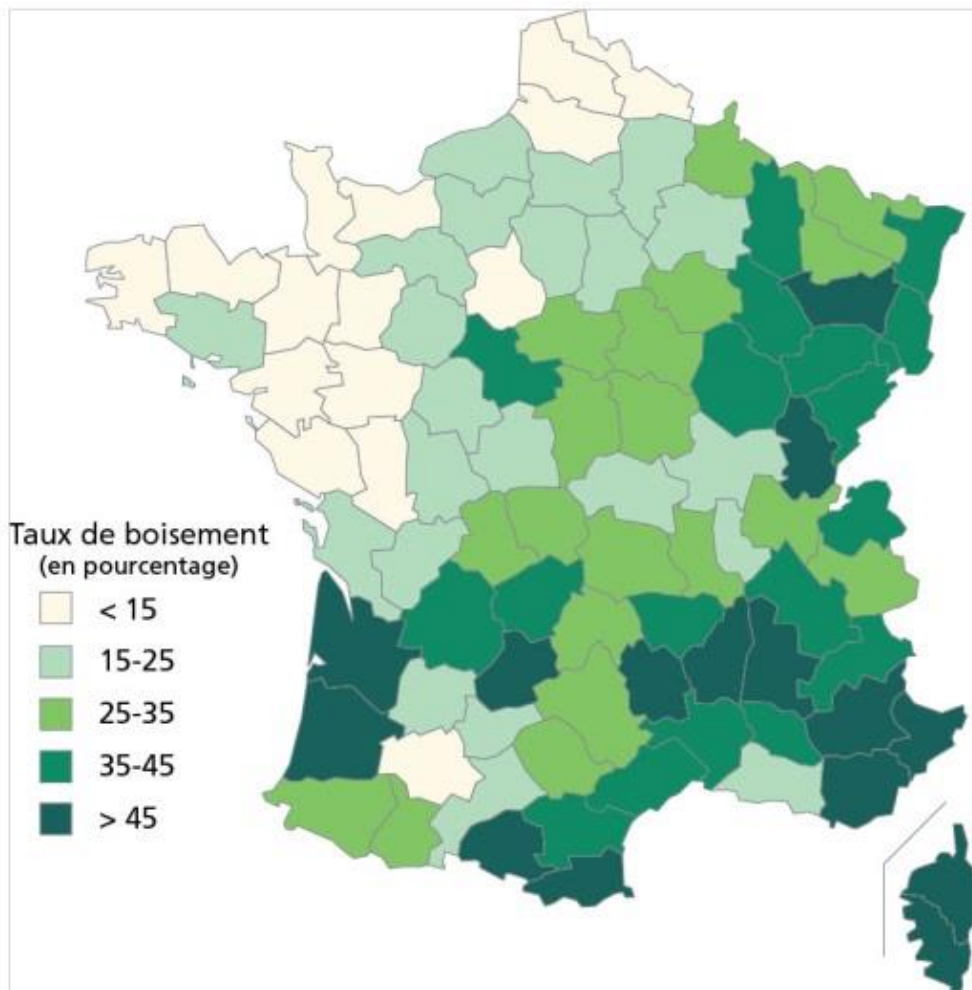 Taux de boisement
(en pourcentage)
< 15
15-25
25-35
35-45
> 45